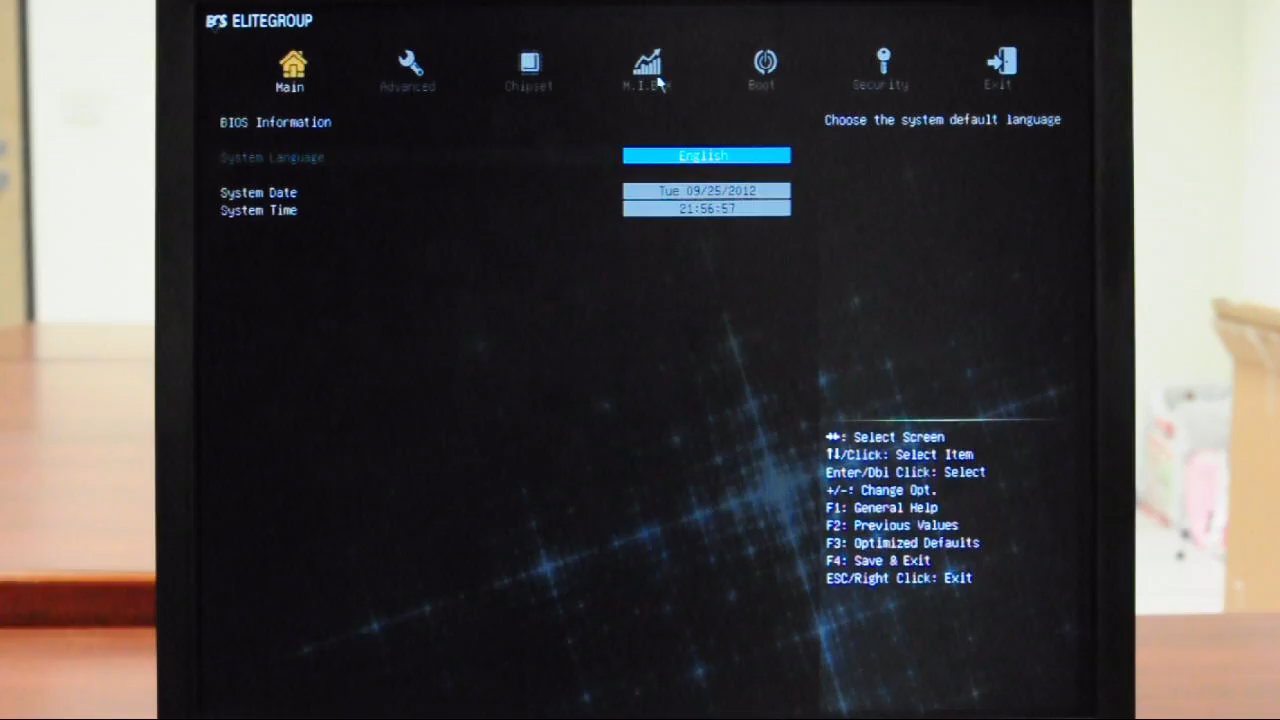 ECS ELITEGROUP
Main Advanced Chipset M.I.B Boot Security Exit
BIOS Information
Choose the system default language
System Language English
System Date Tue 09/25/2012
System Time 21:56:57
→←: Select Screen
↑↓/Click: Select Item
Enter/Dbl Click: Select
+/-: Change Opt.
F1: General Help
F2: Previous Values
F3: Optimized Defaults
F4: Save & Exit
ESC/Right Click: Exit